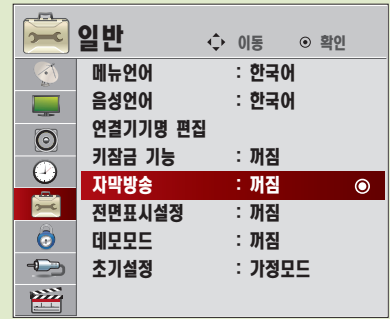 일반 이동 확인
메뉴언어 : 한국어
음성언어 : 한국어
연결기기명 편집
키잠금 기능 : 꺼짐
자막방송 : 꺼짐
전면표시설정 : 꺼짐
데모모드 : 꺼짐
초기설정 : 가정모드